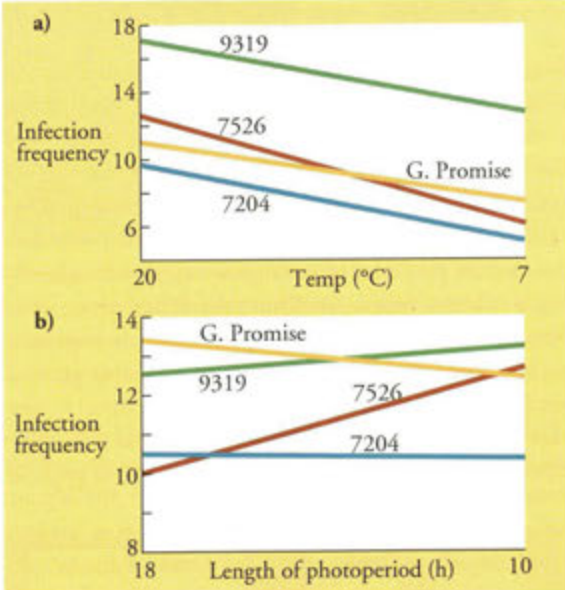 a)
18
9319
14
7526
Infection
frequency
10
G. Promise
7204
6
20
Temp (°C)
7
b)
14
G. Promise
9319
12
7526
Infection
frequency
7204
10
8
18
Length of photoperiod (h)
10